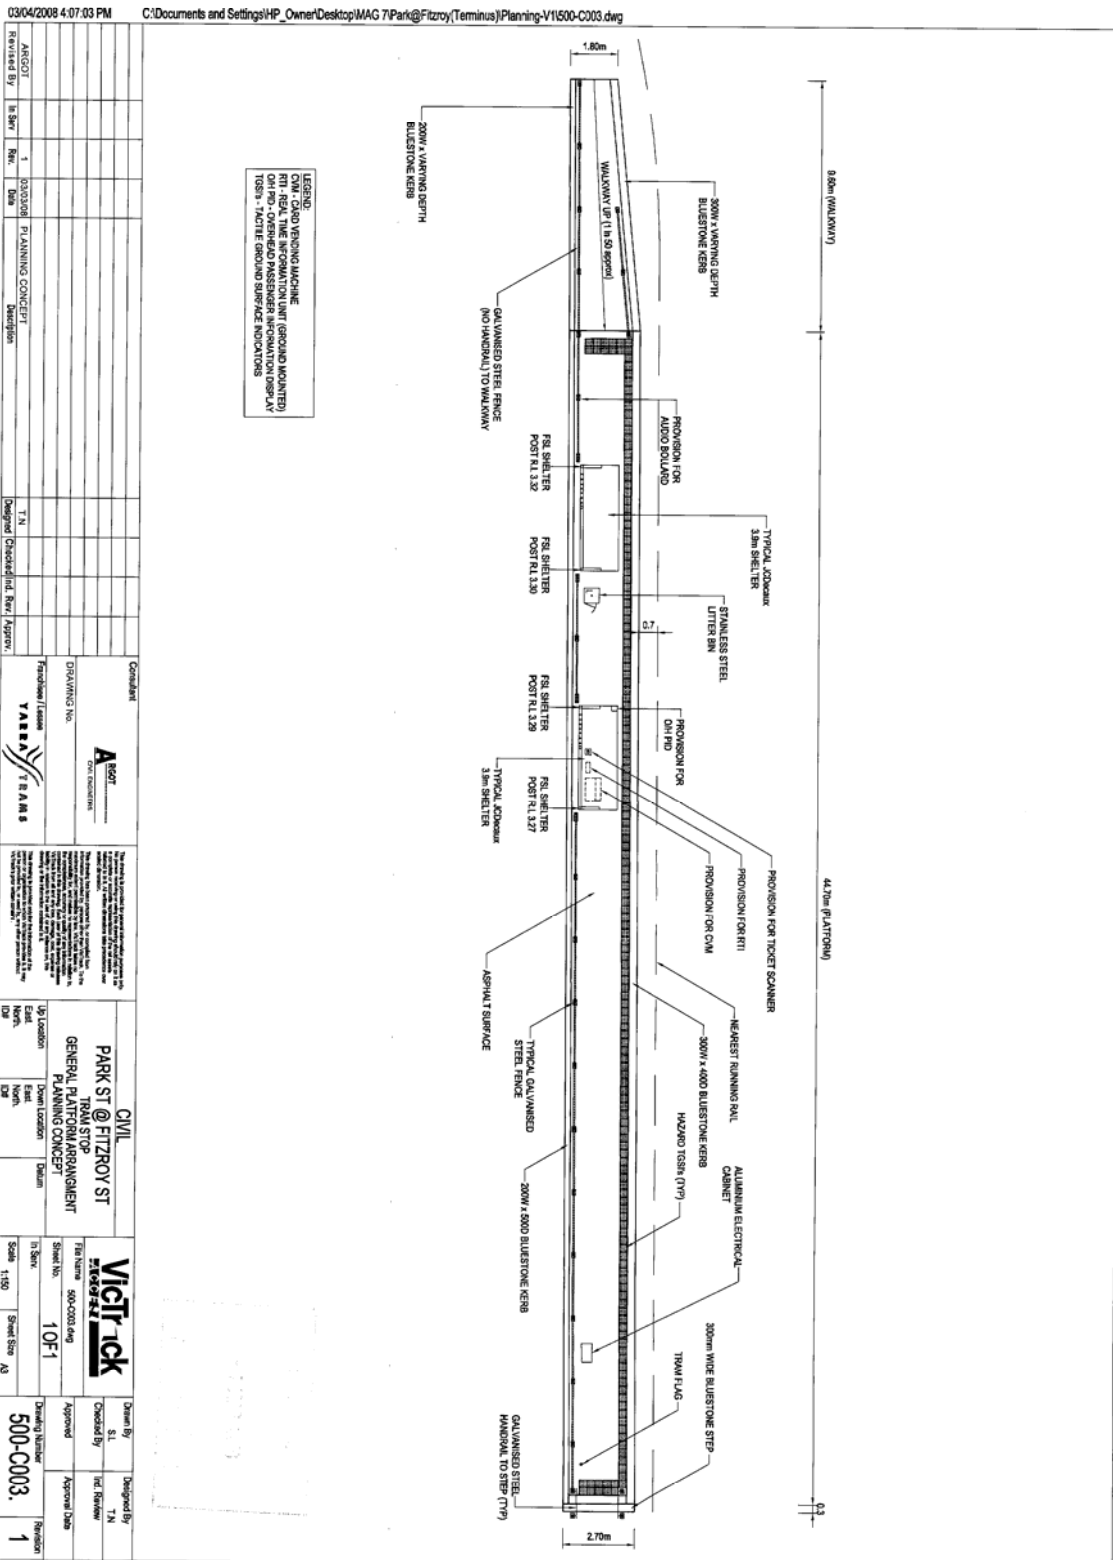 03/04/2008 4:07:03 PM
C:\Documents and Settings\HP_Owner\Desktop\MAG 7\Park@Fitzroy(Terminus)\Planning-V1\500-C003.dwg
1.80m
9.60m (WALKWAY)
300W x VARYING DEPTH
BLUESTONE KERB
WALKWAY UP (1 in 50 approx)
200W x VARYING DEPTH
BLUESTONE KERB
LEGEND:
CVM - CARD VENDING MACHINE
RTI - REAL TIME INFORMATION UNIT (GROUND MOUNTED)
O/H PID - OVERHEAD PASSENGER INFORMATION DISPLAY
TGSI's - TACTILE GROUND SURFACE INDICATORS
GALVANISED STEEL FENCE
(NO HANDRAIL) TO WALKWAY
PROVISION FOR
AUDIO BOLLARD
FSL SHELTER
POST R.L 3.32
TYPICAL JCDecaux
3.9m SHELTER
FSL SHELTER
POST R.L 3.30
STAINLESS STEEL
LITTER BIN
0.7
FSL SHELTER
POST R.L 3.29
PROVISION FOR
O/H PID
TYPICAL JCDecaux
3.9m SHELTER
FSL SHELTER
POST R.L 3.27
PROVISION FOR CVM
PROVISION FOR RTI
PROVISION FOR TICKET SCANNER
44.70m (PLATFORM)
ASPHALT SURFACE
NEAREST RUNNING RAIL
300W x 400D BLUESTONE KERB
TYPICAL GALVANISED
STEEL FENCE
HAZARD TGSI's (TYP)
200W x 500D BLUESTONE KERB
ALUMINIUM ELECTRICAL
CABINET
300mm WIDE BLUESTONE STEP
TRAM FLAG
GALVANISED STEEL
HANDRAIL TO STEP (TYP)
0.3
2.70m
ARGOT
1
03/03/08
PLANNING CONCEPT
T.N
Revised By
In Serv
Rev.
Date
Description
Designed
Checked
Ind. Rev.
Approv.
Consultant
ARGOT
CIVIL ENGINEERS
DRAWING No.
Franchisee / Lessee
YARRA TRAMS
CIVIL
PARK ST @ FITZROY ST
TRAM STOP
GENERAL PLATFORM ARRANGMENT
PLANNING CONCEPT
Up Location
East.
North.
ID#
Down Location
East.
North.
ID#
Datum
File Name 500-C003.dwg
Sheet No.
1 OF 1
In Serv.
Scale 1:150
Sheet Size A3
Drawn By
S.L
Designed By
T.N
Checked By
Int. Review
Approved
Approval Date
Drawing Number
500-C003.
Revision
1